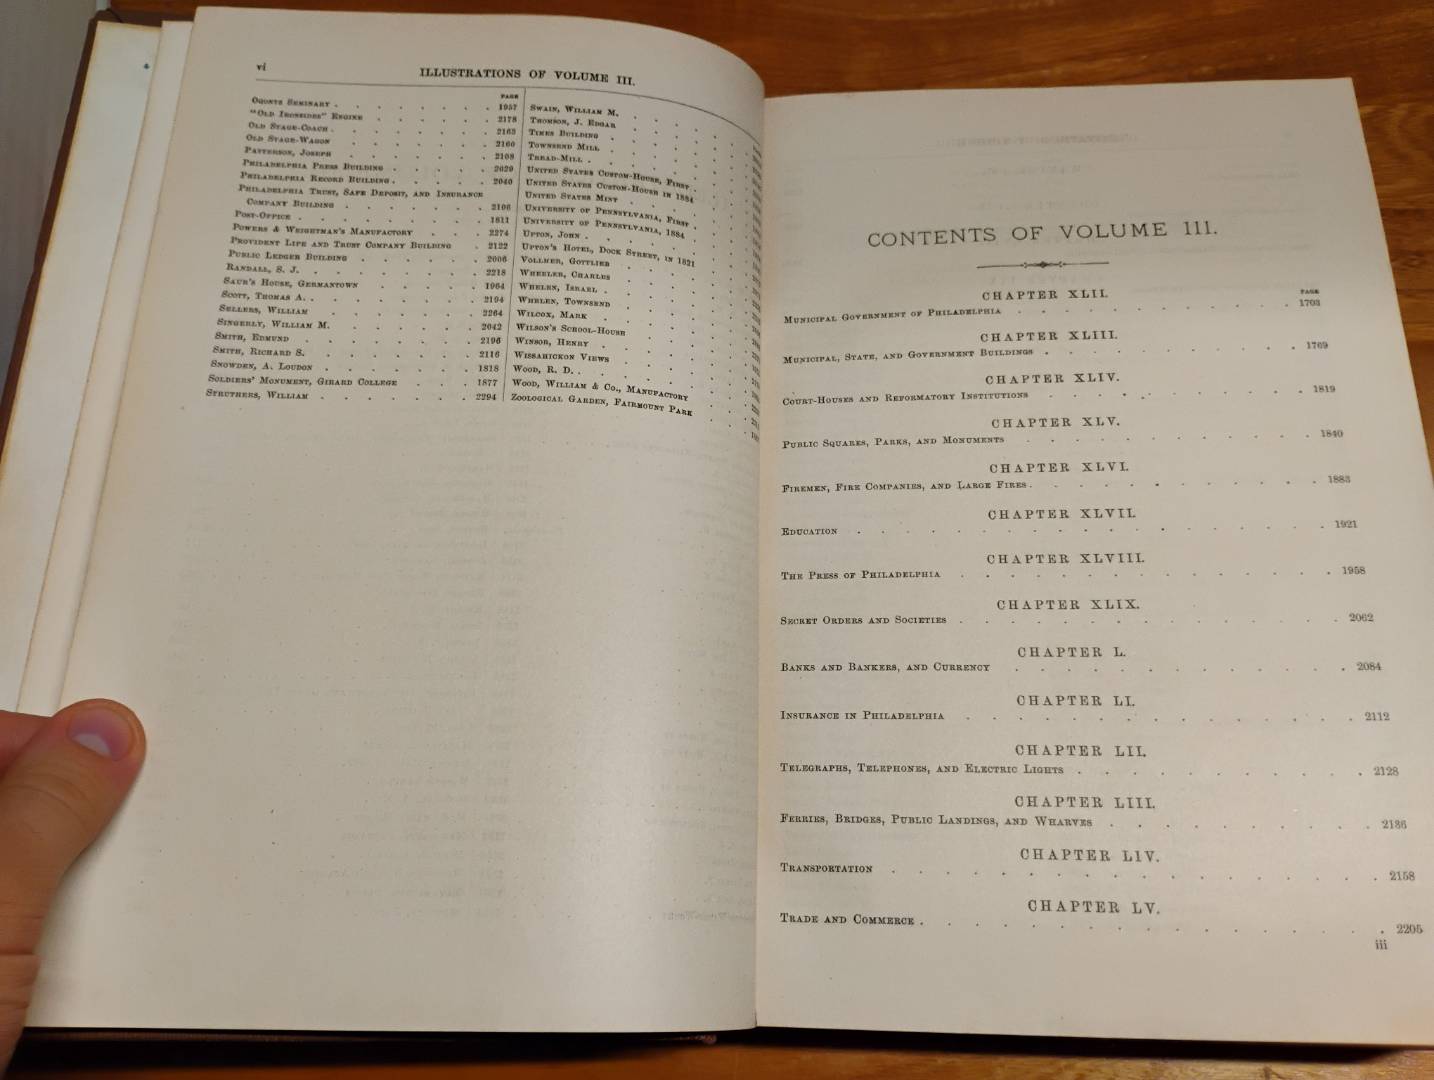 vi
ILLUSTRATIONS OF VOLUME III.
PAGE
Ogontz Seminary . . . . . . . . 1957
"Old Ironsides" Engine . . . . . . 2178
Old Stage-Coach . . . . . . . . 2163
Old Stage-Wagon . . . . . . . 2160
Patterson, Joseph . . . . . . . 2108
Philadelphia Press Building . . . . . 2029
Philadelphia Record Building . . . . . 2040
Philadelphia Trust, Safe Deposit, and Insurance
Company Building . . . . . . . 2106
Post-Office . . . . . . . . . 1811
Powers & Weightman's Manufactory . . . 2274
Provident Life and Trust Company Building . 2122
Public Ledger Building . . . . . . 2006
Randall, S. J. . . . . . . . . 2218
Saur's House, Germantown . . . . . 1964
Scott, Thomas A. . . . . . . . 2194
Sellers, William . . . . . . . 2264
Singerly, William M. . . . . . . 2042
Smith, Edmund . . . . . . . . 2196
Smith, Richard S. . . . . . . . 2116
Snowden, A. Loudon . . . . . . 1818
Soldiers' Monument, Girard College . . . 1877
Struthers, William . . . . . . . 2294
Swain, William M. . . . . .
Thomson, J. Edgar . . . . .
Times Building . . . . . .
Townsend Mill . . . . . .
Tread-Mill . . . . . . .
United States Custom-House, First . . .
United States Custom-House in 1884 . .
United States Mint . . . . .
University of Pennsylvania, First . . .
University of Pennsylvania, 1884 . . .
Upton, John . . . . . . .
Upton's Hotel, Dock Street, in 1821 . .
Vollmer, Gottlieb . . . . .
Wheeler, Charles . . . . .
Whelen, Israel . . . . . .
Whelen, Townsend . . . . .
Wilcox, Mark . . . . . .
Wilson's School-House . . . . .
Winsor, Henry . . . . . .
Wissahickon Views . . . . .
Wood, R. D. . . . . . .
Wood, William & Co., Manufactory . . .
Zoological Garden, Fairmount Park . . .
CONTENTS OF VOLUME III.
CHAPTER XLII.
PAGE
Municipal Government of Philadelphia . . . . . . . . 1703
CHAPTER XLIII.
Municipal, State, and Government Buildings . . . . . . . 1769
CHAPTER XLIV.
Court-Houses and Reformatory Institutions . . . . . . . 1819
CHAPTER XLV.
Public Squares, Parks, and Monuments . . . . . . . . 1840
CHAPTER XLVI.
Firemen, Fire Companies, and Large Fires . . . . . . . . 1883
CHAPTER XLVII.
Education . . . . . . . . . . . . . 1921
CHAPTER XLVIII.
The Press of Philadelphia . . . . . . . . . . 1958
CHAPTER XLIX.
Secret Orders and Societies . . . . . . . . . . 2062
CHAPTER L.
Banks and Bankers, and Currency . . . . . . . . . 2084
CHAPTER LI.
Insurance in Philadelphia . . . . . . . . . . 2112
CHAPTER LII.
Telegraphs, Telephones, and Electric Lights . . . . . . . . 2128
CHAPTER LIII.
Ferries, Bridges, Public Landings, and Wharves . . . . . . . 2136
CHAPTER LIV.
Transportation . . . . . . . . . . . . 2158
CHAPTER LV.
Trade and Commerce . . . . . . . . . . . . 2205
iii